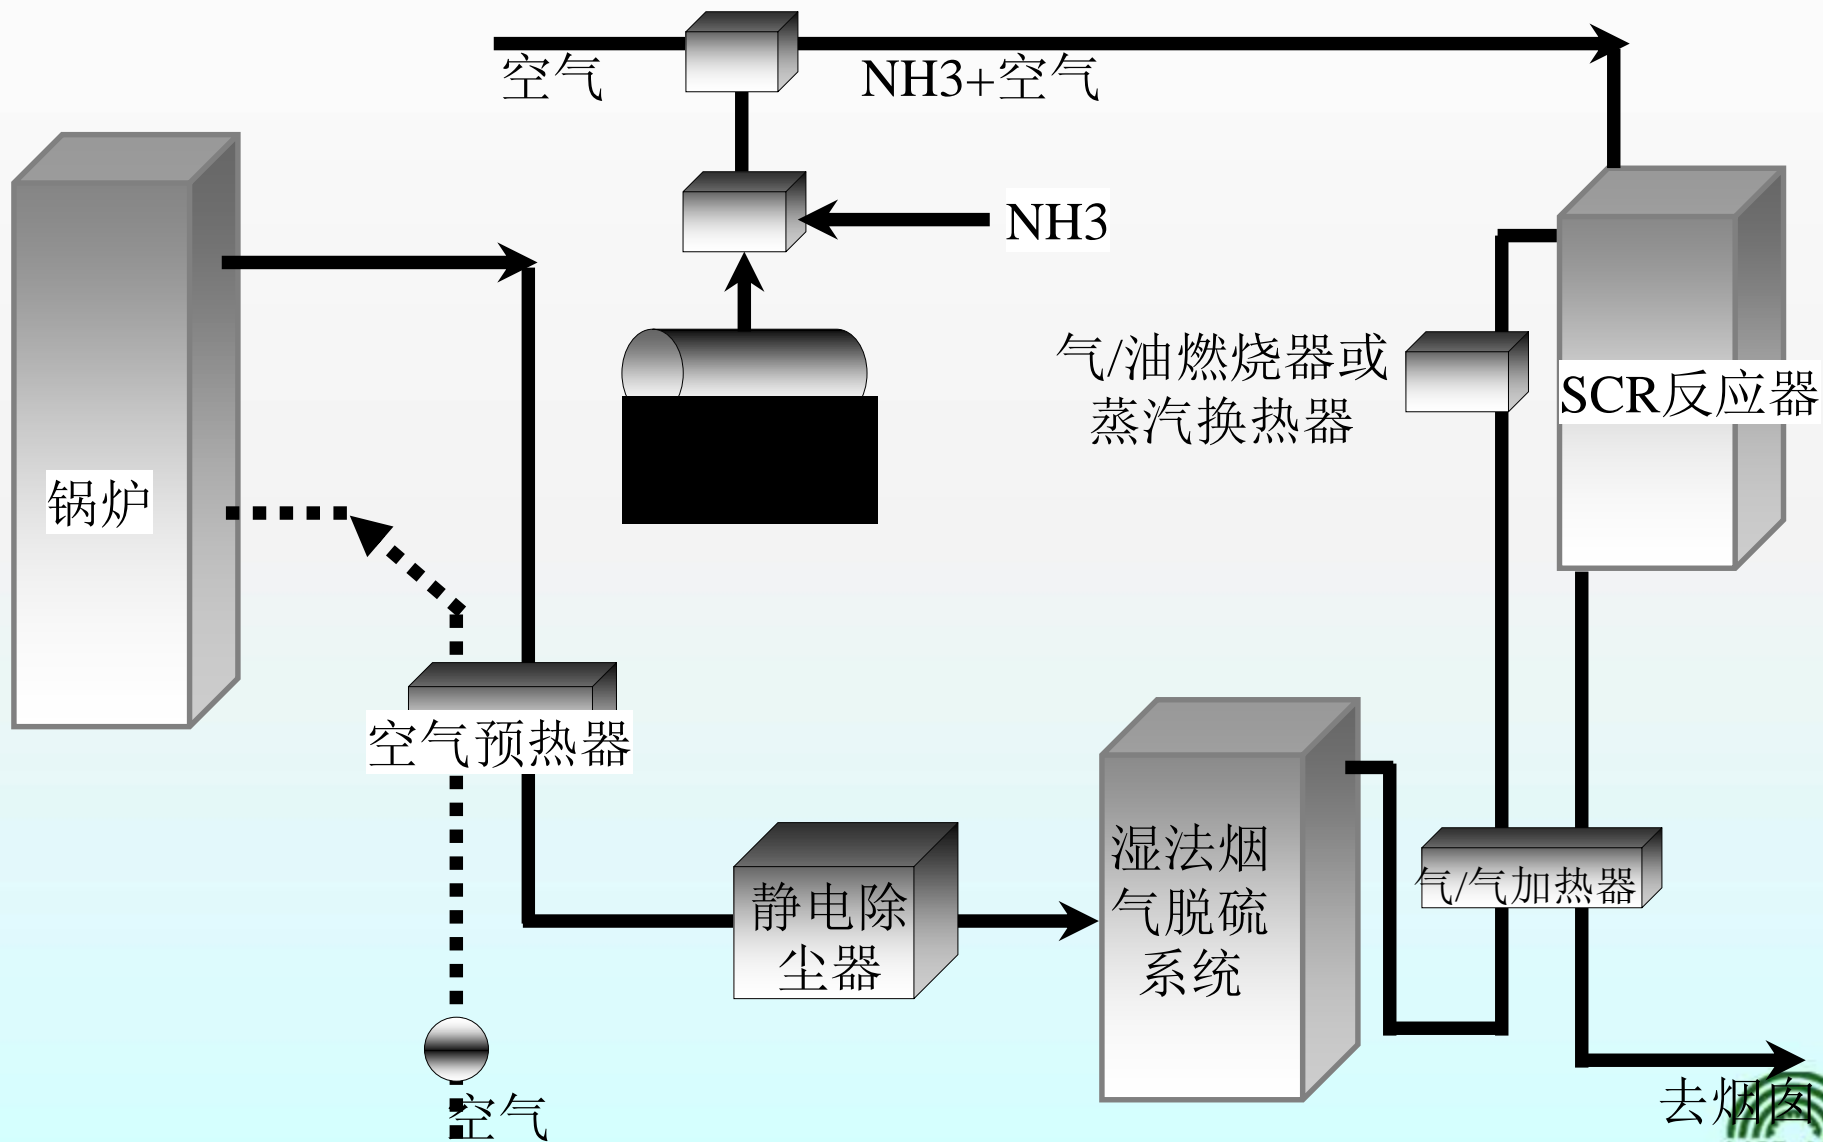 空气
NH3+空气
NH3
气/油燃烧器或
蒸汽换热器
SCR反应器
锅炉
空气预热器
静电除
尘器
湿法烟
气脱硫
系统
气/气加热器
去烟囱
空气